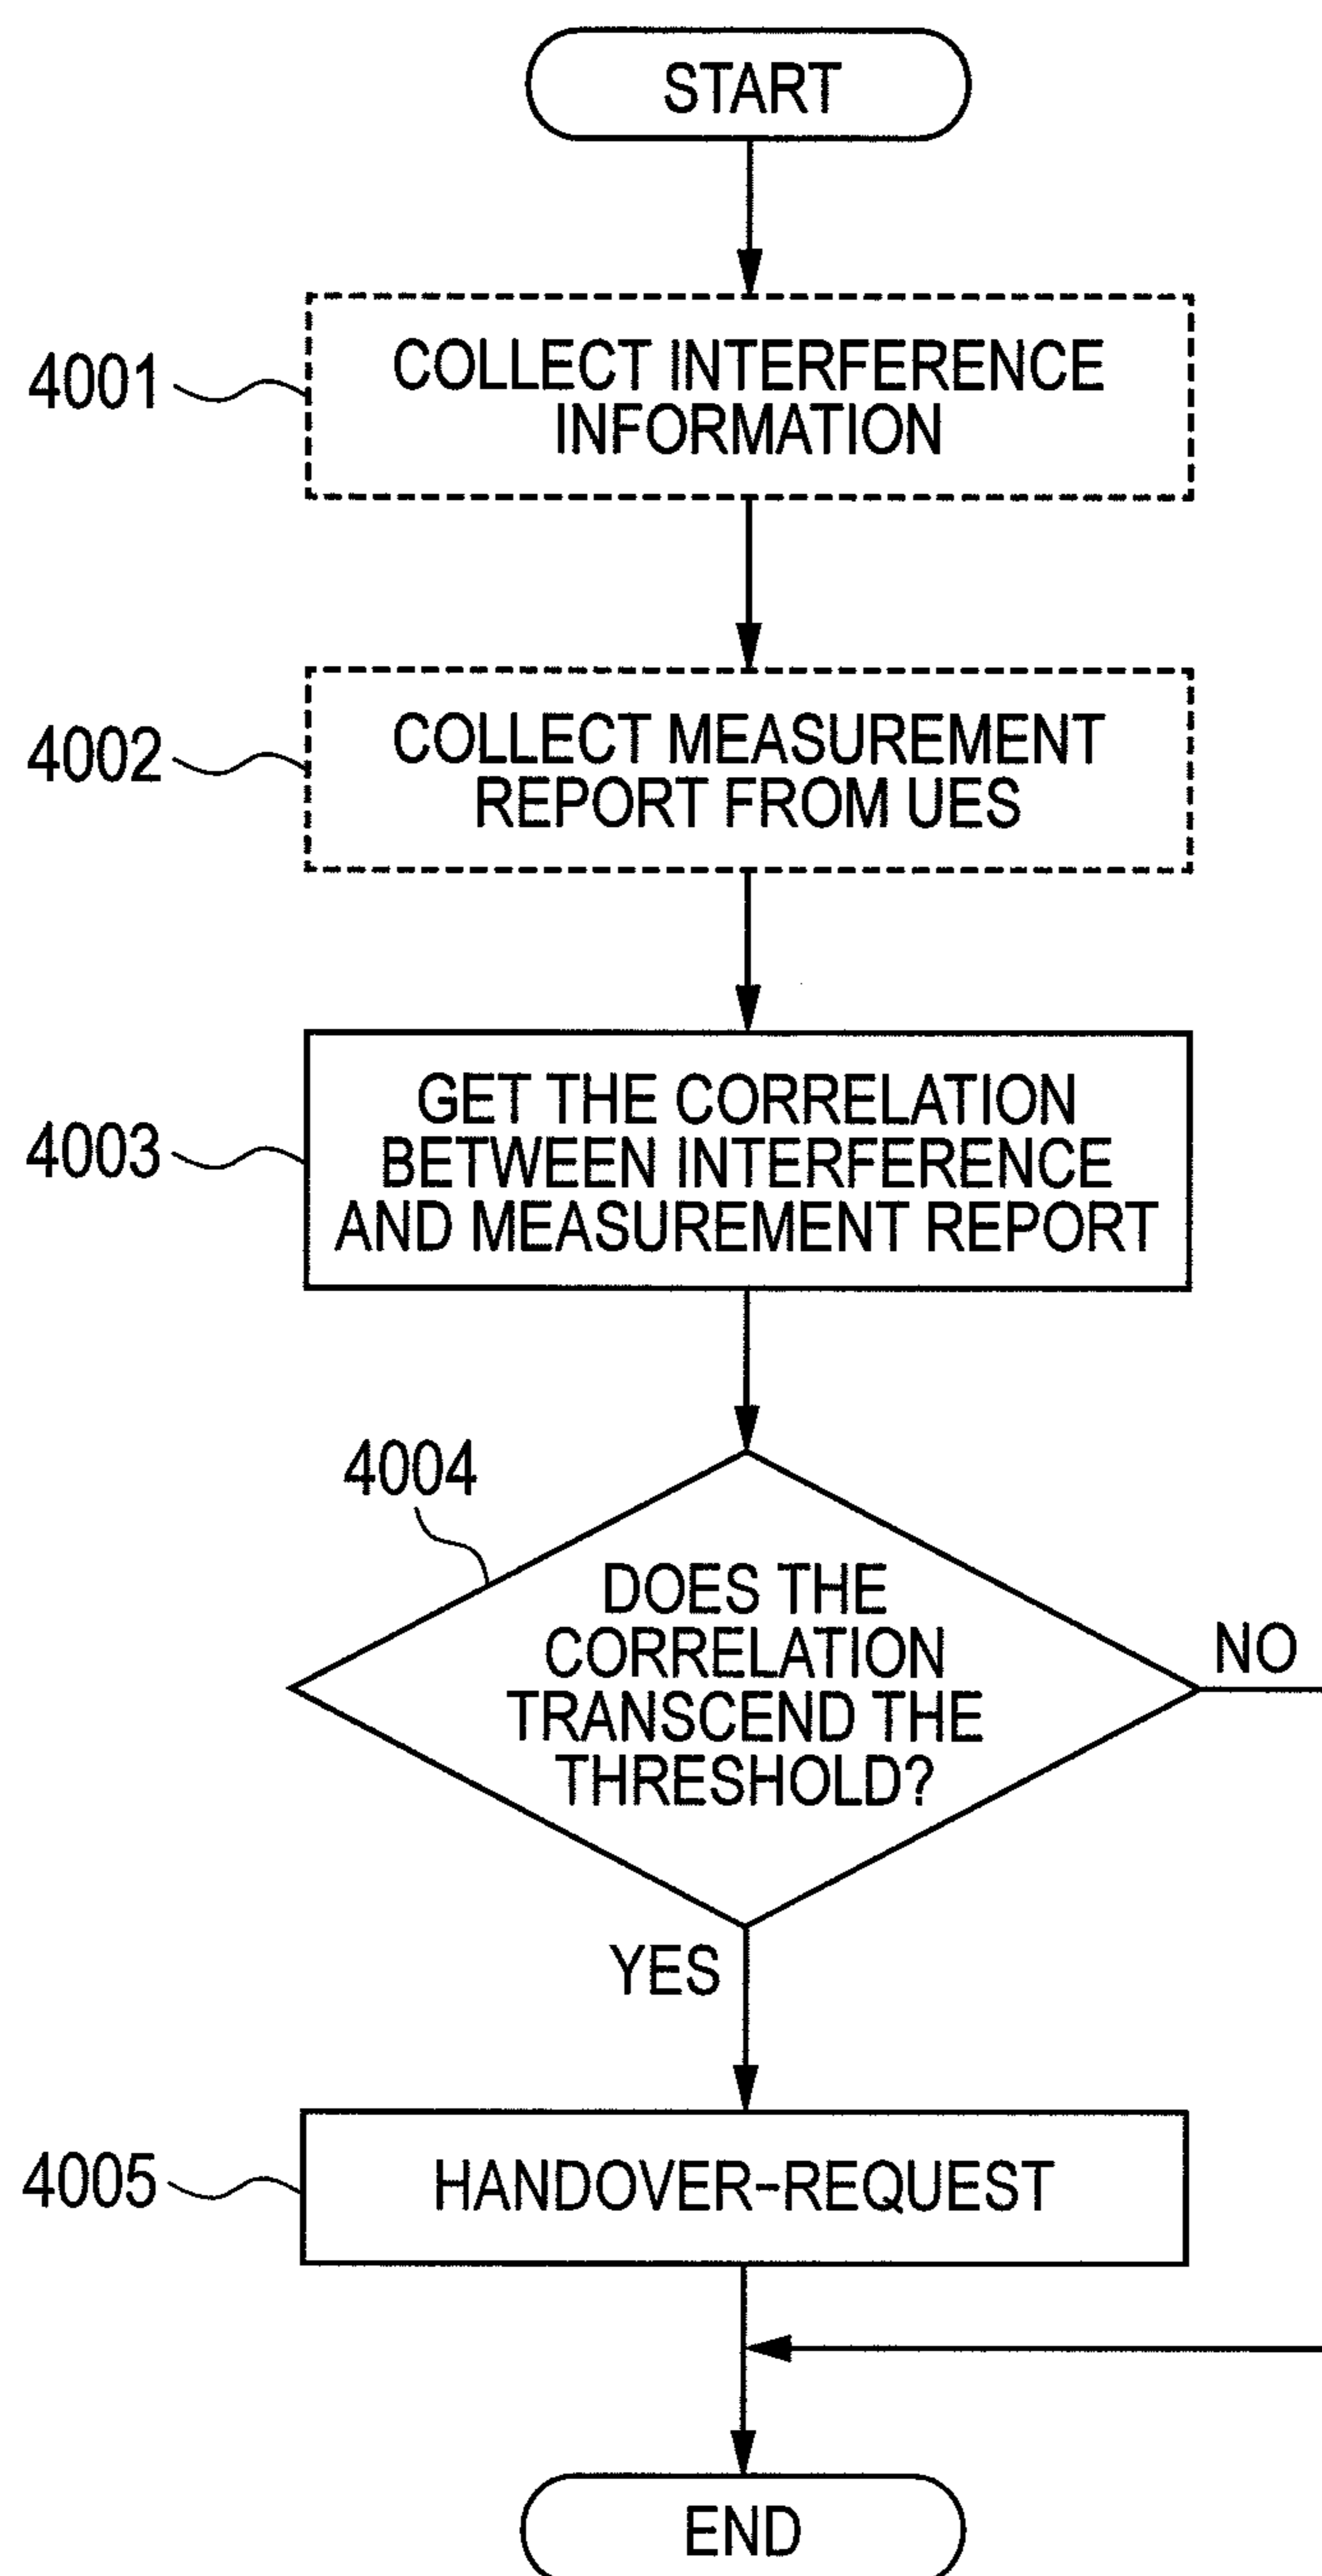 START
4001
COLLECT INTERFERENCE
INFORMATION
4002
COLLECT MEASUREMENT
REPORT FROM UES
4003
GET THE CORRELATION
BETWEEN INTERFERENCE
AND MEASUREMENT REPORT
4004
DOES THE
CORRELATION
TRANSCEND THE
THRESHOLD?
NO
YES
4005
HANDOVER-REQUEST
END